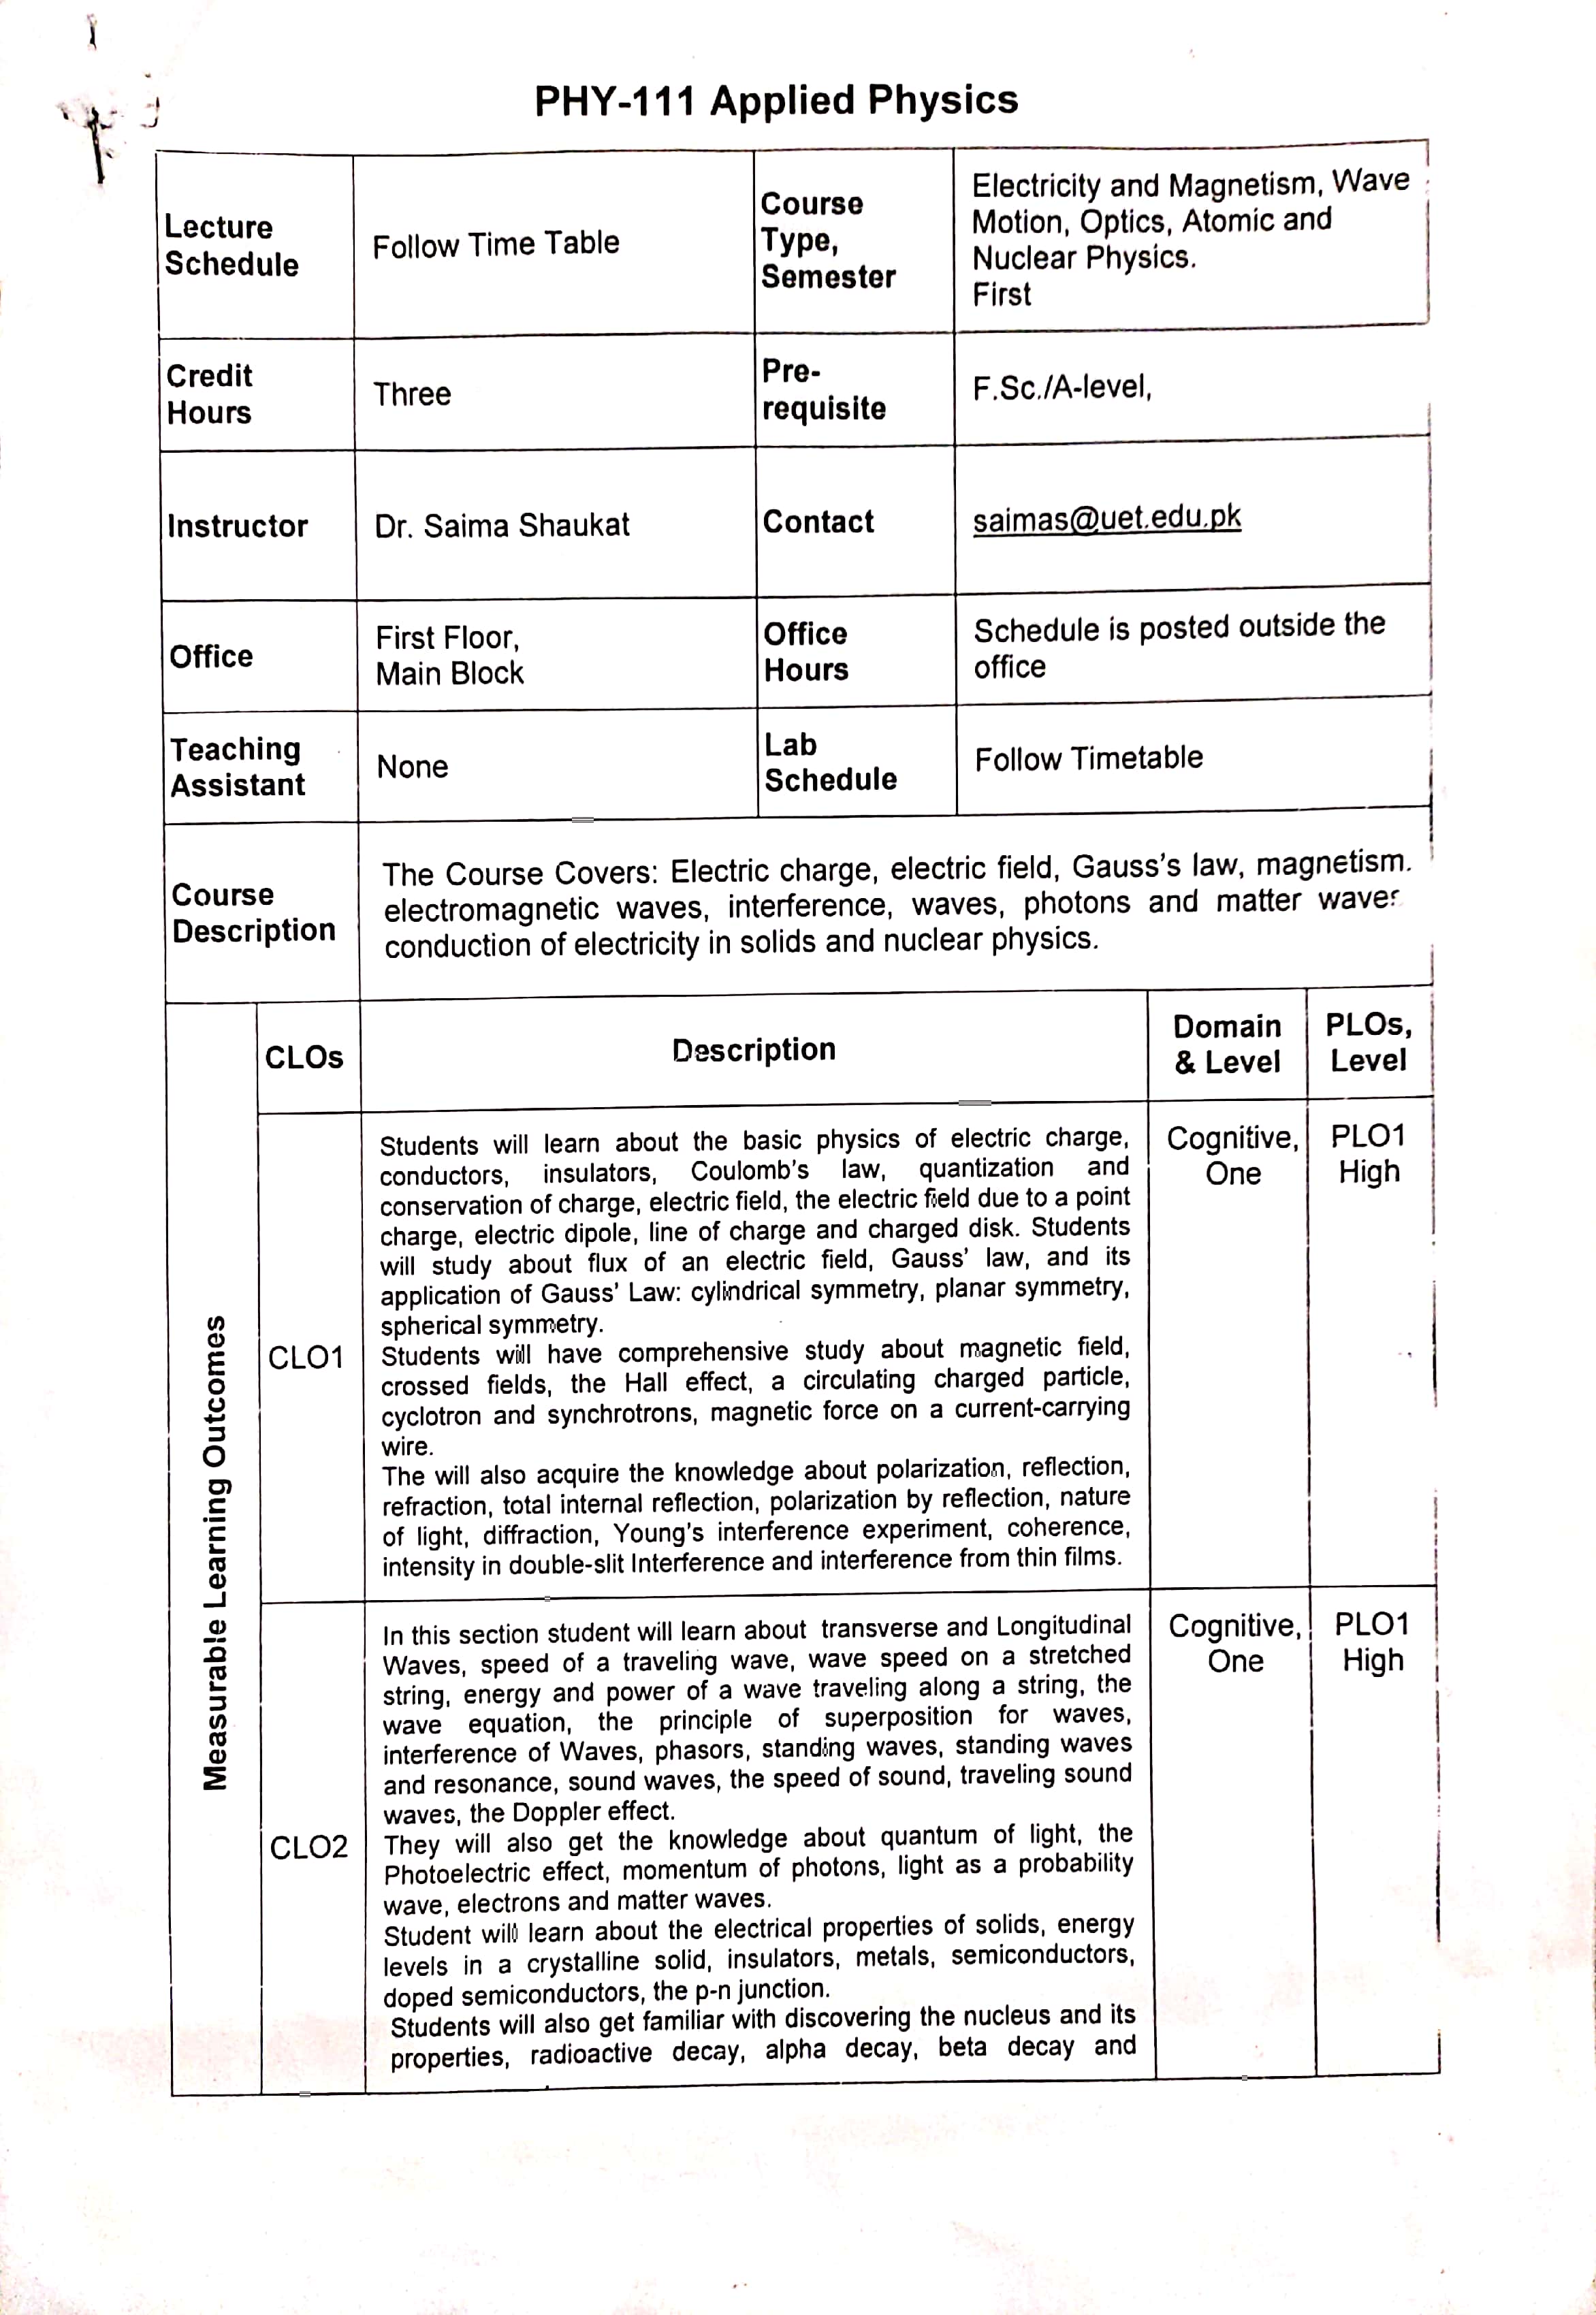 PHY-111 Applied Physics
Lecture
Schedule
Follow Time Table
Course
Type,
Semester
Electricity and Magnetism, Wave
Motion, Optics, Atomic and
Nuclear Physics.
First
Credit
Hours
Three
Pre-
requisite
F.Sc./A-level,
Instructor
Dr. Saima Shaukat
Contact
saimas@uet.edu.pk
Office
First Floor,
Main Block
Office
Hours
Schedule is posted outside the
office
Teaching
Assistant
None
Lab
Schedule
Follow Timetable
Course
Description
The Course Covers: Electric charge, electric field, Gauss's law, magnetism.
electromagnetic waves, interference, waves, photons and matter waves
conduction of electricity in solids and nuclear physics.
Measurable Learning Outcomes
CLOs
Description
Domain
& Level
PLOs,
Level
CLO1
Students will learn about the basic physics of electric charge,
conductors, insulators, Coulomb's law, quantization and
conservation of charge, electric field, the electric field due to a point
charge, electric dipole, line of charge and charged disk. Students
will study about flux of an electric field, Gauss' law, and its
application of Gauss' Law: cylindrical symmetry, planar symmetry,
spherical symmetry.
Students will have comprehensive study about magnetic field,
crossed fields, the Hall effect, a circulating charged particle,
cyclotron and synchrotrons, magnetic force on a current-carrying
wire.
The will also acquire the knowledge about polarization, reflection,
refraction, total internal reflection, polarization by reflection, nature
of light, diffraction, Young's interference experiment, coherence,
intensity in double-slit Interference and interference from thin films.
Cognitive,
One
PLO1
High
CLO2
In this section student will learn about transverse and Longitudinal
Waves, speed of a traveling wave, wave speed on a stretched
string, energy and power of a wave traveling along a string, the
wave equation, the principle of superposition for waves,
interference of Waves, phasors, standing waves, standing waves
and resonance, sound waves, the speed of sound, traveling sound
waves, the Doppler effect.
They will also get the knowledge about quantum of light, the
Photoelectric effect, momentum of photons, light as a probability
wave, electrons and matter waves.
Student will learn about the electrical properties of solids, energy
levels in a crystalline solid, insulators, metals, semiconductors,
doped semiconductors, the p-n junction.
Students will also get familiar with discovering the nucleus and its
properties, radioactive decay, alpha decay, beta decay and
Cognitive,
One
PLO1
High